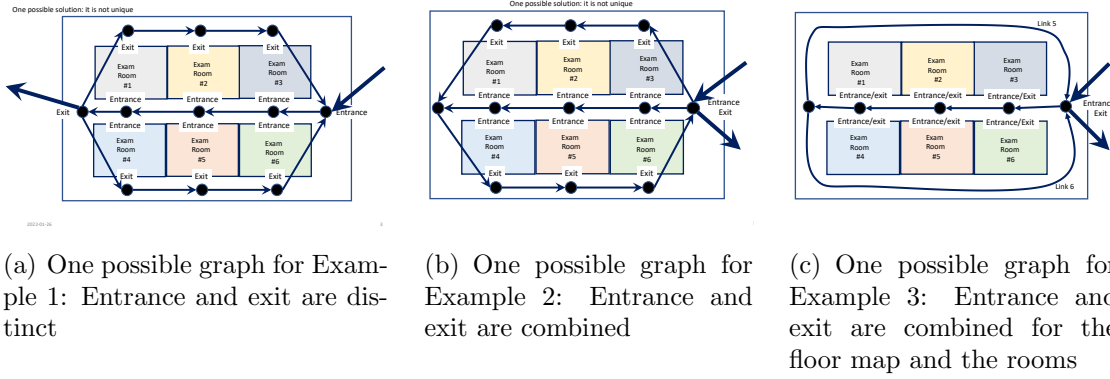 One possible solution: it is not unique
Exit Exit Exit
Exam Room #1
Exam Room #2
Exam Room #3
Entrance Entrance Entrance
Exit
Entrance
Entrance Entrance Entrance
Exam Room #4
Exam Room #5
Exam Room #6
Exit Exit Exit
2023-01-26
3
(a) One possible graph for Exam-
ple 1: Entrance and exit are dis-
tinct
One possible solution: it is not unique
Exit Exit Exit
Exam Room #1
Exam Room #2
Exam Room #3
Entrance Entrance Entrance
Entrance
Exit
Entrance Entrance Entrance
Exam Room #4
Exam Room #5
Exam Room #6
Exit Exit Exit
(b) One possible graph for
Example 2: Entrance and
exit are combined
Link 5
Exam Room #1
Exam Room #2
Exam Room #3
Entrance/exit Entrance/exit Entrance/Exit
Entranc
Exit
Entrance/exit Entrance/exit Entrance/Exit
Exam Room #4
Exam Room #5
Exam Room #6
Link 6
(c) One possible graph fo
Example 3: Entrance and
exit are combined for the
floor map and the rooms